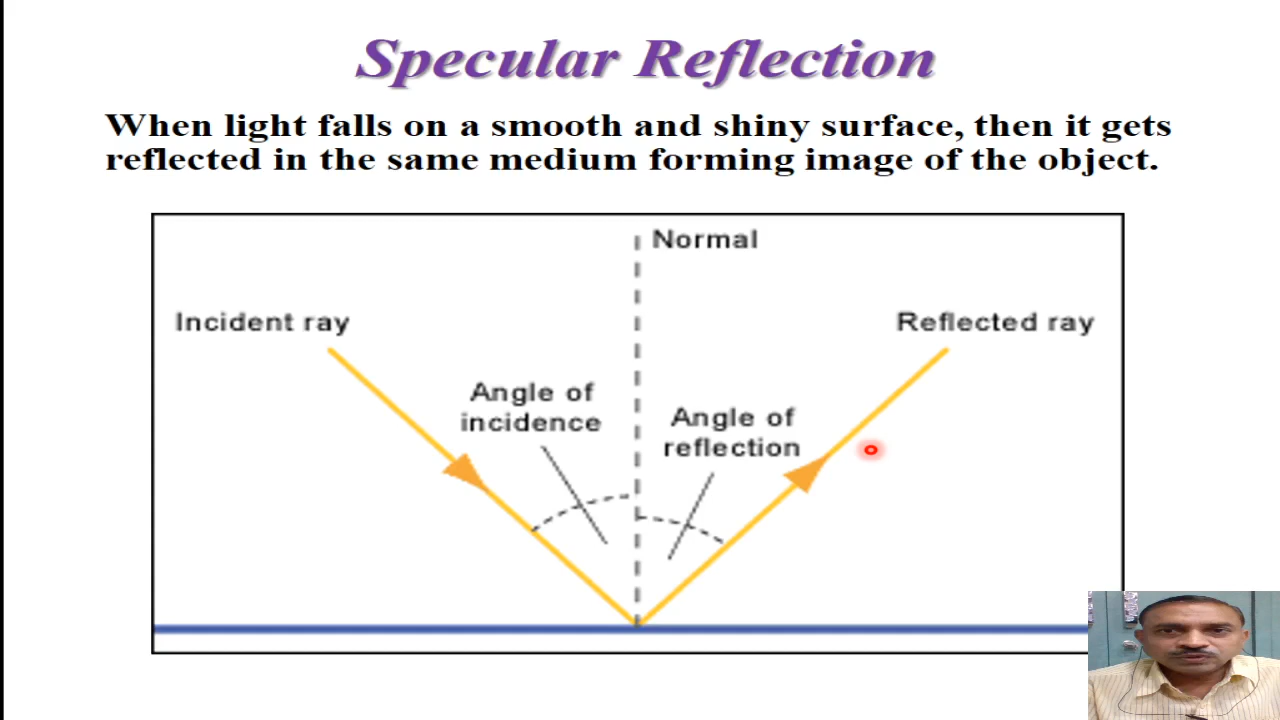 Specular Reflection
When light falls on a smooth and shiny surface, then it gets
reflected in the same medium forming image of the object.
Normal
Incident ray
Reflected ray
Angle of
incidence
Angle of
reflection